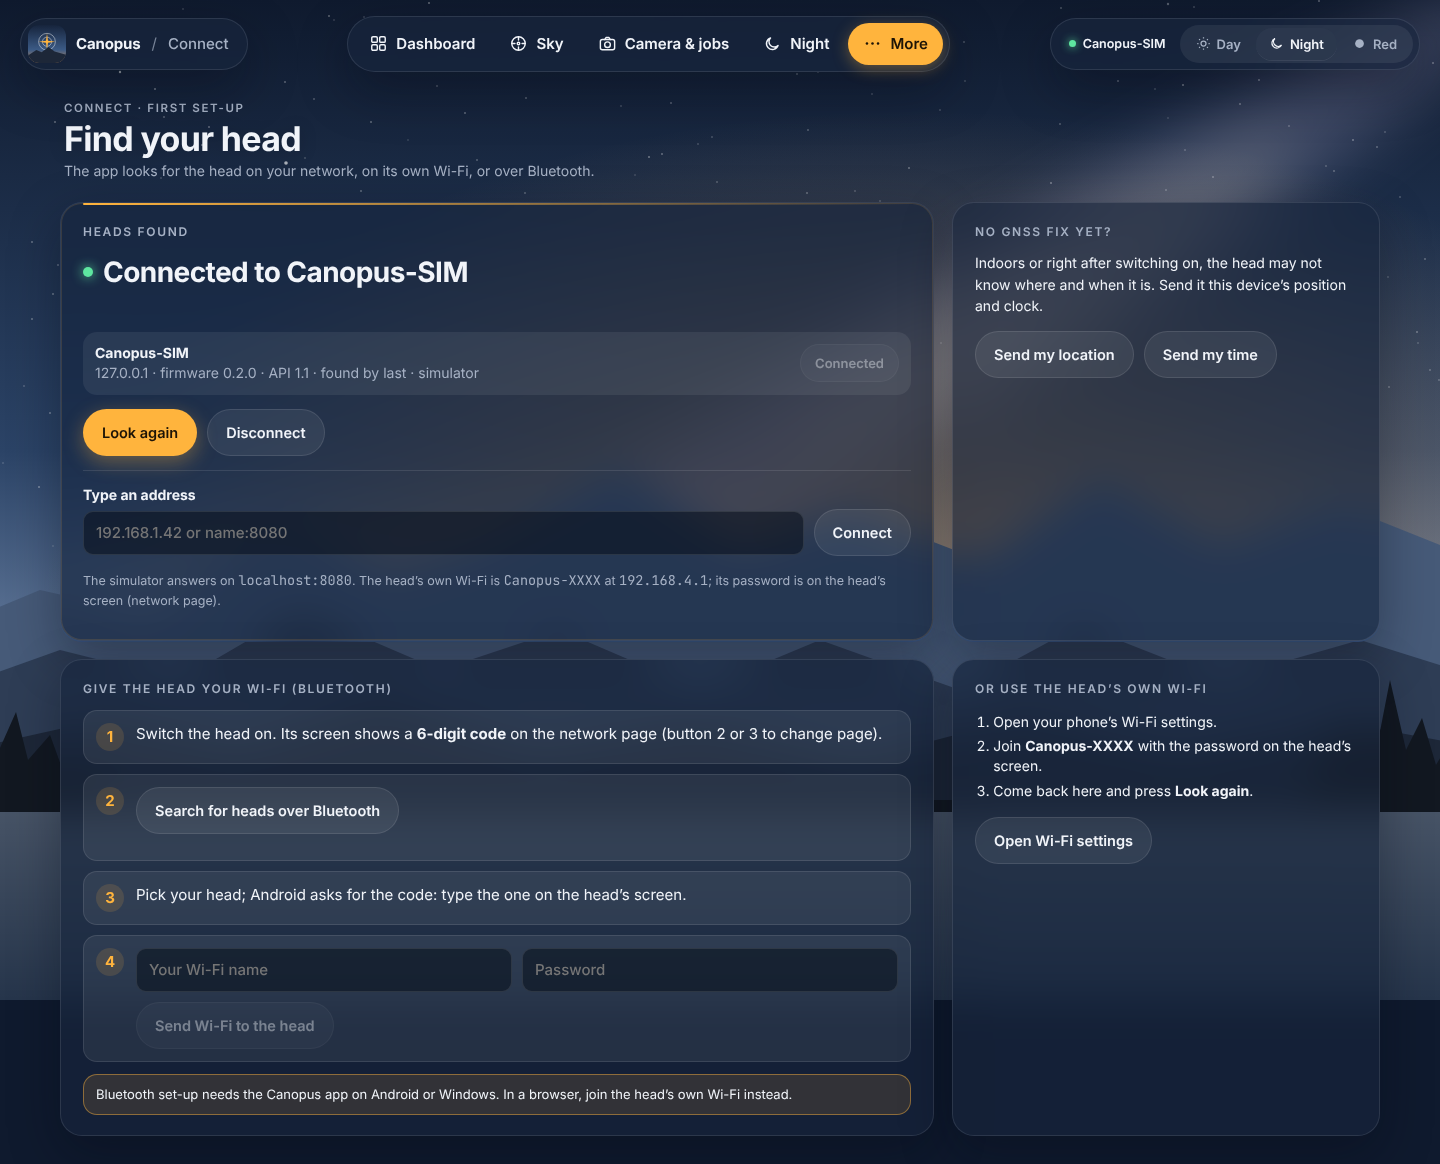 Canopus / Connect
Dashboard
Sky
Camera & jobs
Night
More
Canopus-SIM
Day
Night
Red
CONNECT · FIRST SET-UP
Find your head
The app looks for the head on your network, on its own Wi-Fi, or over Bluetooth.
HEADS FOUND
Connected to Canopus-SIM
Canopus-SIM
127.0.0.1 · firmware 0.2.0 · API 1.1 · found by last · simulator
Connected
Look again
Disconnect
Type an address
192.168.1.42 or name:8080
Connect
The simulator answers on localhost:8080. The head’s own Wi-Fi is Canopus-XXXX at 192.168.4.1; its password is on the head’s
screen (network page).
NO GNSS FIX YET?
Indoors or right after switching on, the head may not
know where and when it is. Send it this device’s position
and clock.
Send my location
Send my time
GIVE THE HEAD YOUR WI-FI (BLUETOOTH)
1 Switch the head on. Its screen shows a 6-digit code on the network page (button 2 or 3 to change page).
2 Search for heads over Bluetooth
3 Pick your head; Android asks for the code: type the one on the head’s screen.
4 Your Wi-Fi name
Password
Send Wi-Fi to the head
Bluetooth set-up needs the Canopus app on Android or Windows. In a browser, join the head’s own Wi-Fi instead.
OR USE THE HEAD’S OWN WI-FI
1. Open your phone’s Wi-Fi settings.
2. Join Canopus-XXXX with the password on the head’s
screen.
3. Come back here and press Look again.
Open Wi-Fi settings